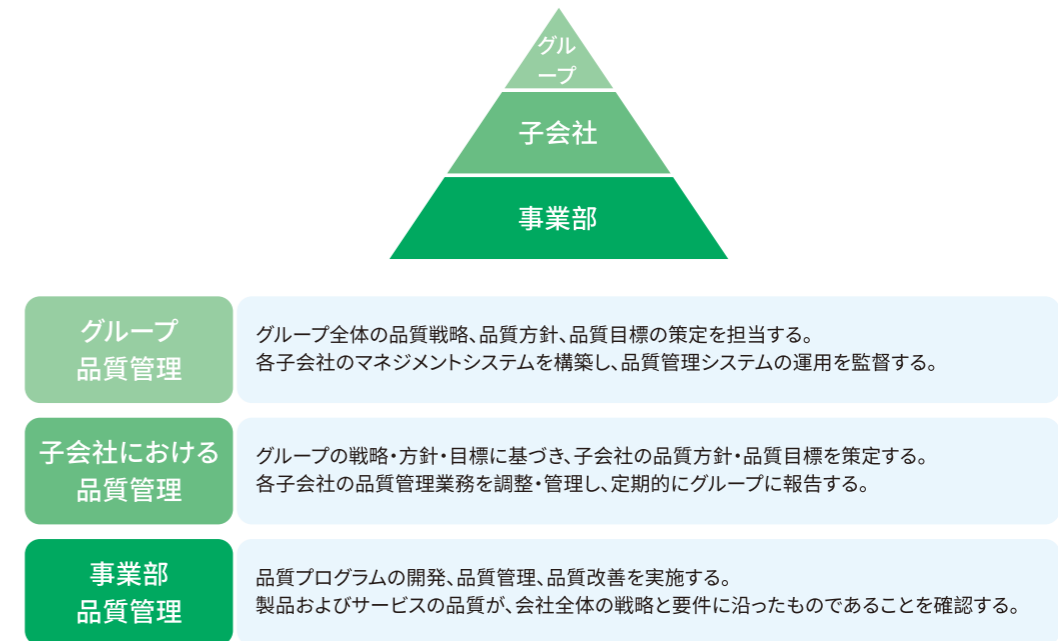 グル
ープ
子会社
事業部
グループ
品質管理
グループ全体の品質戦略、品質方針、品質目標の策定を担当する。
各子会社のマネジメントシステムを構築し、品質管理システムの運用を監督する。
子会社における
品質管理
グループの戦略・方針・目標に基づき、子会社の品質方針・品質目標を策定する。
各子会社の品質管理業務を調整・管理し、定期的にグループに報告する。
事業部
品質管理
品質プログラムの開発、品質管理、品質改善を実施する。
製品およびサービスの品質が、会社全体の戦略と要件に沿ったものであることを確認する。